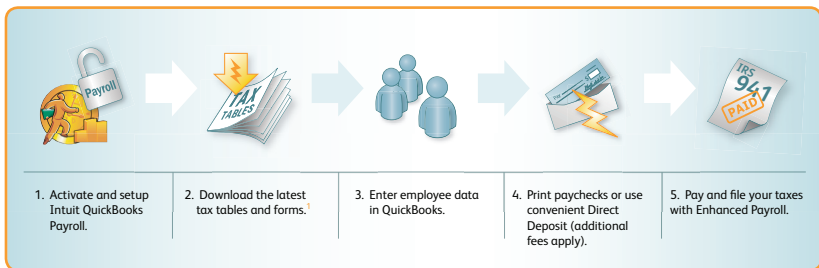 Payroll
TAX
TABLES
Pay
IRS
941
PAID
1. Activate and setup
Intuit QuickBooks
Payroll.
2. Download the latest
tax tables and forms.1
3. Enter employee data
in QuickBooks.
4. Print paychecks or use
convenient Direct
Deposit (additional
fees apply).
5. Pay and file your taxes
with Enhanced Payroll.